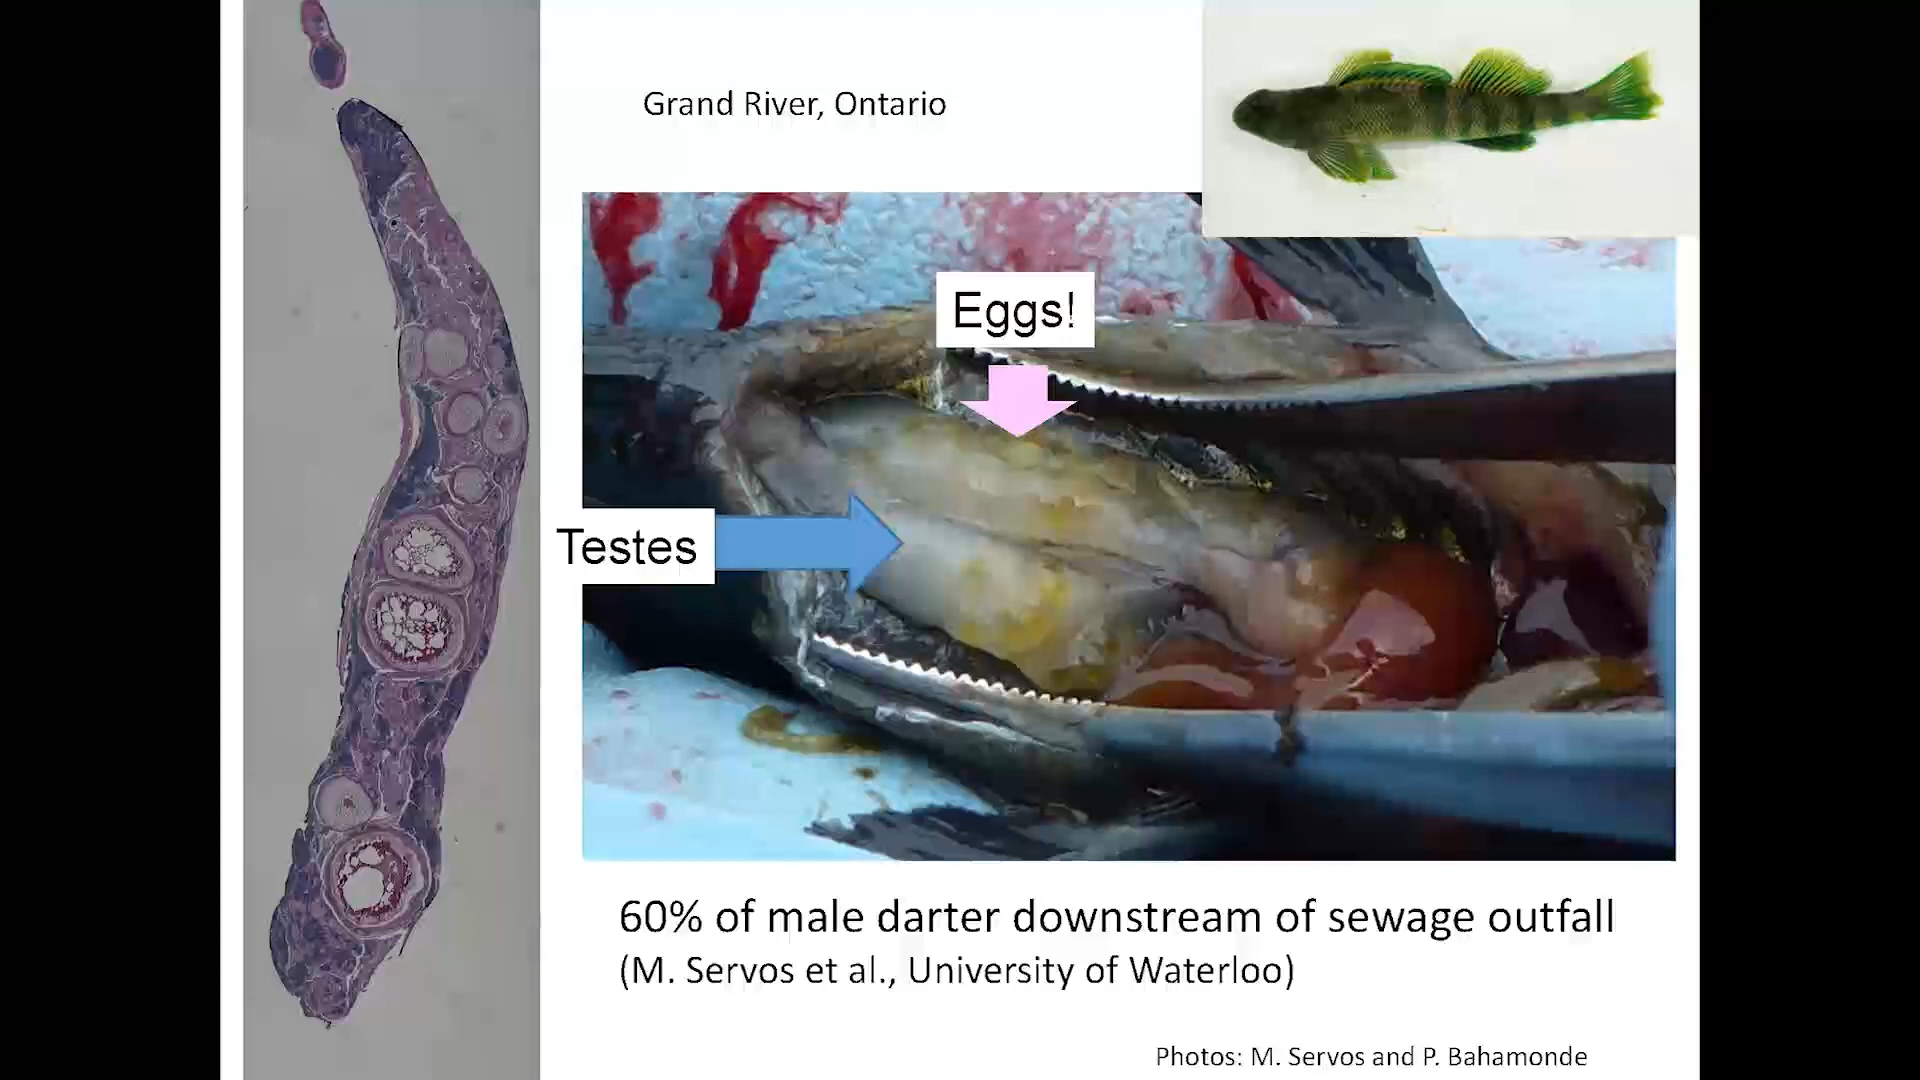 Grand River, Ontario
Eggs!
Testes
60% of male darter downstream of sewage outfall
(M. Servos et al., University of Waterloo)
Photos: M. Servos and P. Bahamonde